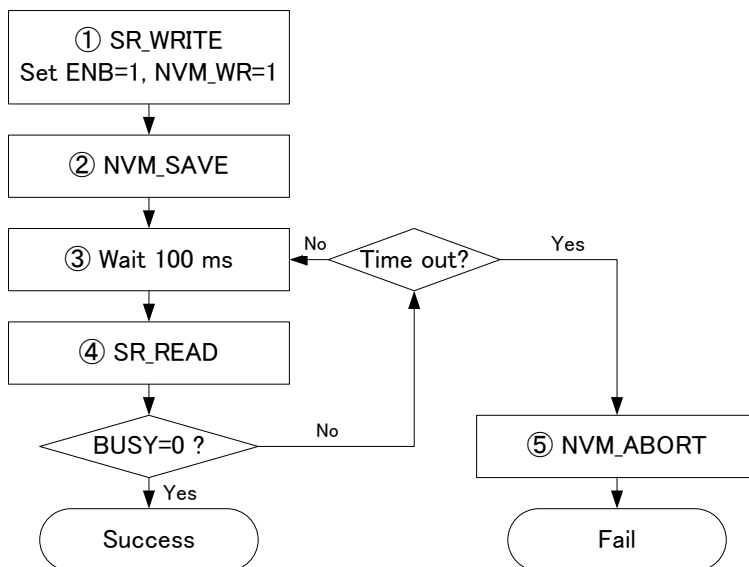 ① SR_WRITE
Set ENB=1, NVM_WR=1
② NVM_SAVE
③ Wait 100 ms
No
Time out?
Yes
④ SR_READ
BUSY=0 ?
No
⑤ NVM_ABORT
Yes
Success
Fail